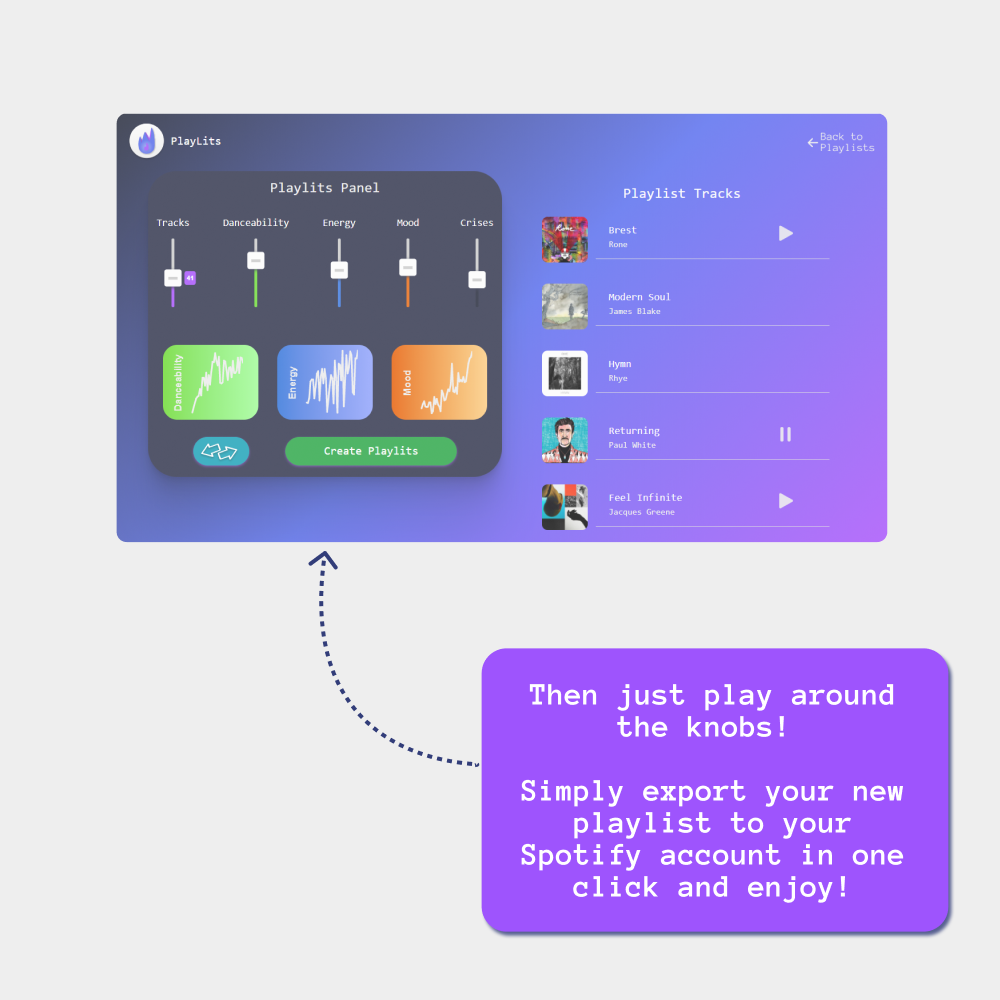 PlayLits
Back to
Playlists
Playlits Panel
Tracks
Danceability
Energy
Mood
Crises
41
Danceability
Energy
Mood
Create Playlits
Playlist Tracks
Brest
Rone
Modern Soul
James Blake
Hymn
Rhye
Returning
Paul White
Feel Infinite
Jacques Greene
Then just play around
the knobs!
Simply export your new
playlist to your
Spotify account in one
click and enjoy!